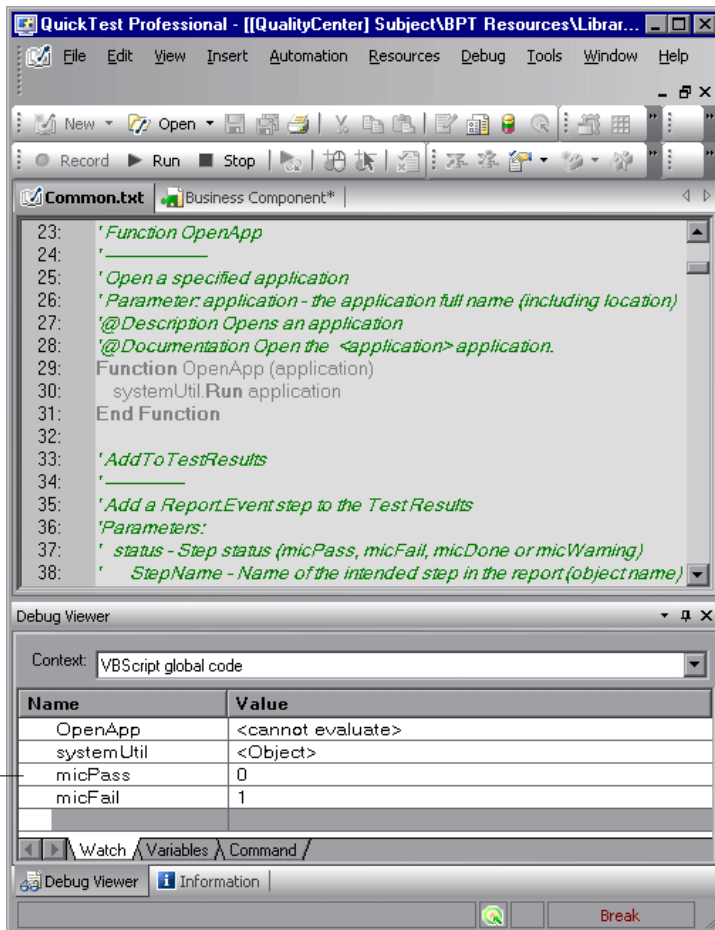 QuickTest Professional - [[QualityCenter] Subject\BPT Resources\Librar...
File Edit View Insert Automation Resources Debug Tools Window Help
New Open
Record Run Stop
Common.txt Business Component*
23: ' Function OpenApp
24: ' ------------------
25: ' Open a specified application
26: ' Parameter: application - the application full name (including location)
27: '@Description Opens an application
28: '@Documentation Open the <application> application.
29: Function OpenApp (application)
30: systemUtil.Run application
31: End Function
32:
33: ' AddToTestResults
34: ' --------------
35: ' Add a Report.Event step to the Test Results
36: 'Parameters:
37: ' status - Step status (micPass, micFail, micDone or micWarning)
38: ' StepName - Name of the intended step in the report (object name)
Debug Viewer
Context: VBScript global code
Name Value
OpenApp <cannot evaluate>
systemUtil <Object>
micPass 0
micFail 1
Watch Variables Command
Debug Viewer Information
Break